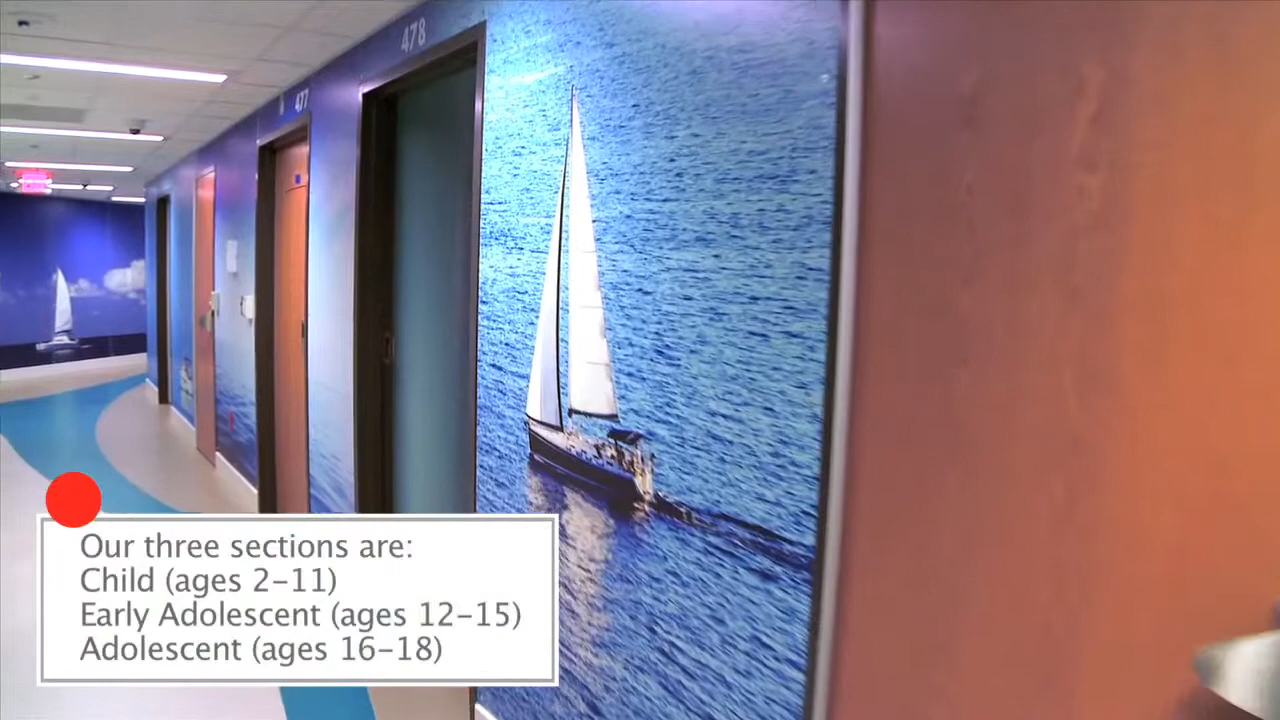 478
477
Our three sections are:
Child (ages 2–11)
Early Adolescent (ages 12–15)
Adolescent (ages 16–18)